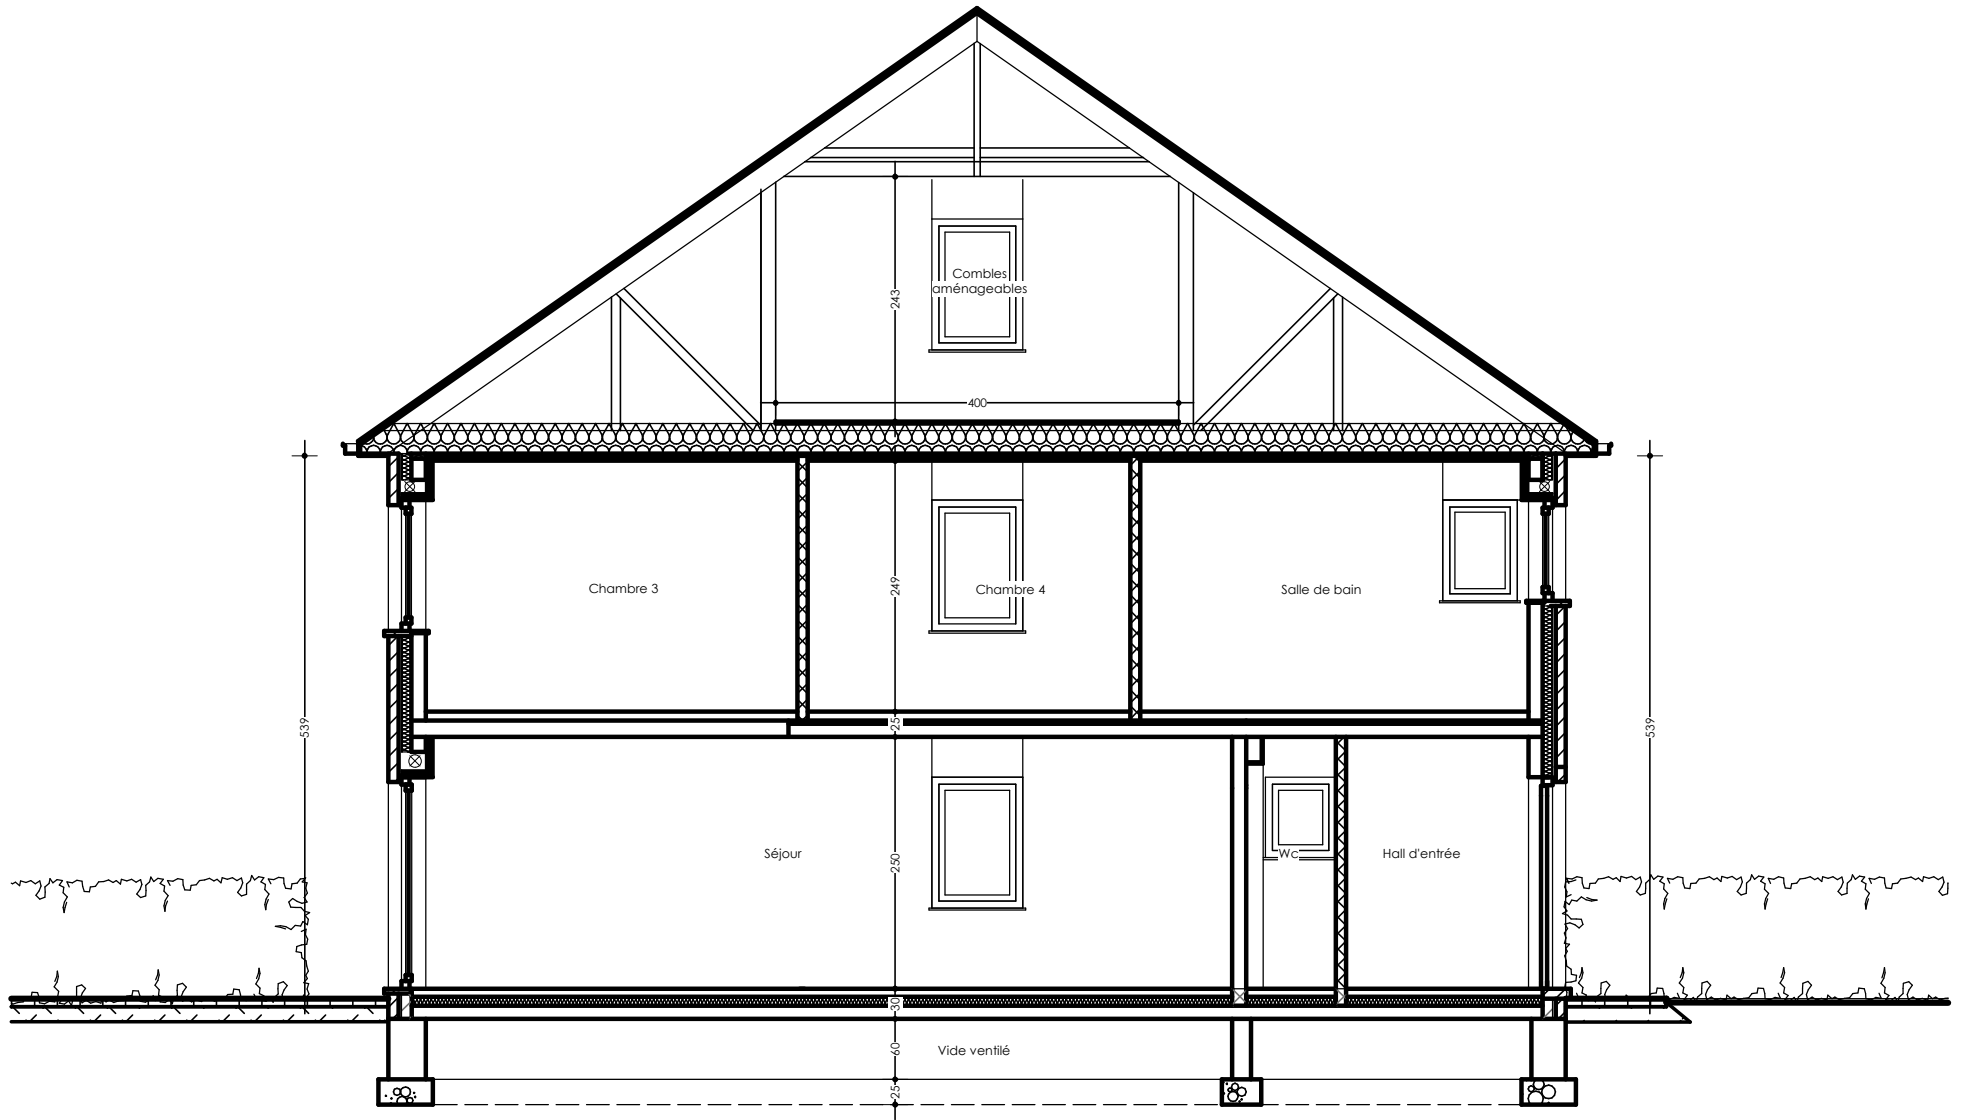 Combles
aménageables
243
400
Chambre 3
249
Chambre 4
Salle de bain
539
25
539
Séjour
250
Wc
Hall d'entrée
30
60
Vide ventilé
25